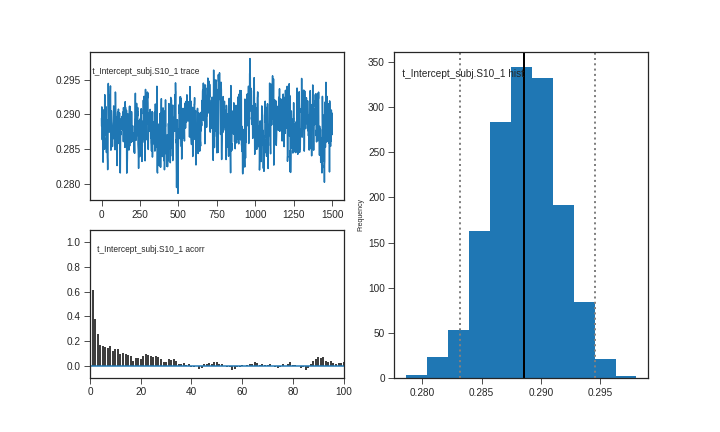 t_Intercept_subj.S10_1 trace
0.295
0.290
0.285
0.280
0 250 500 750 1000 1250 1500
t_Intercept_subj.S10_1 acorr
1.0
0.8
0.6
0.4
0.2
0.0
0 20 40 60 80 100
t_Intercept_subj.S10_1 hist
Frequency
350
300
250
200
150
100
50
0
0.280 0.285 0.290 0.295